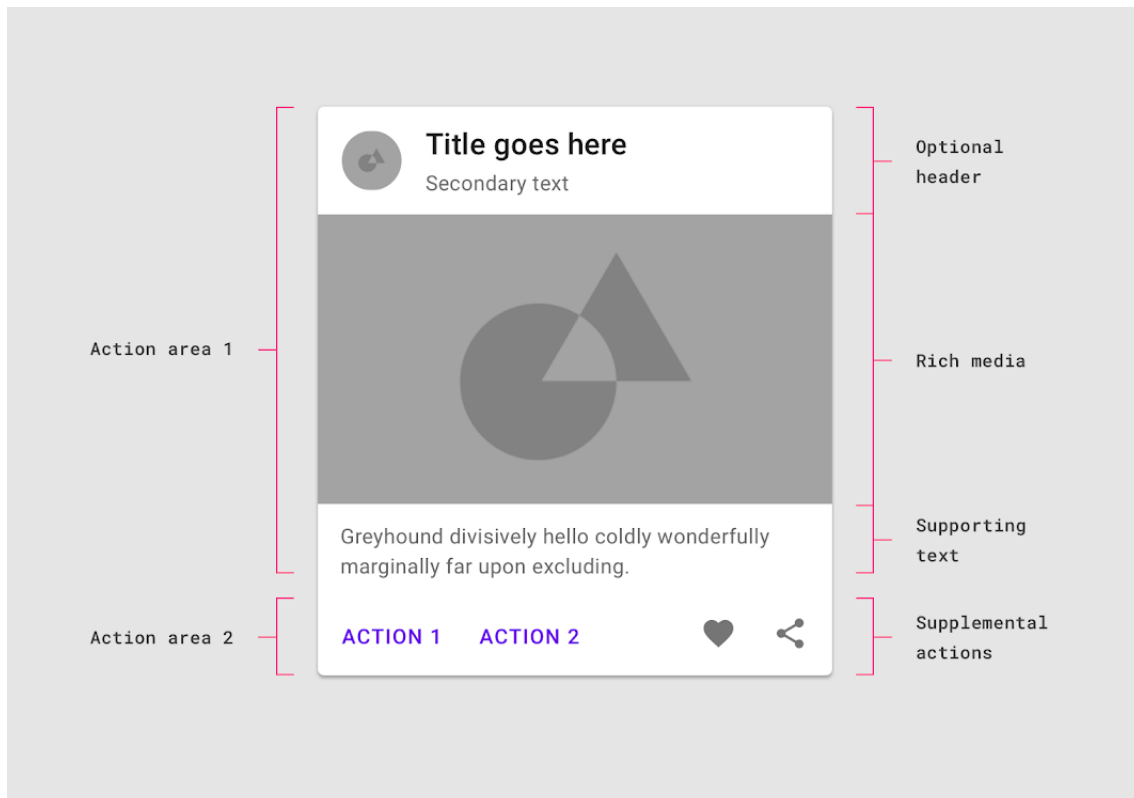 Title goes here
Secondary text
Optional
header
Action area 1
Rich media
Greyhound divisively hello coldly wonderfully
marginally far upon excluding.
Supporting
text
Action area 2
ACTION 1 ACTION 2
Supplemental
actions